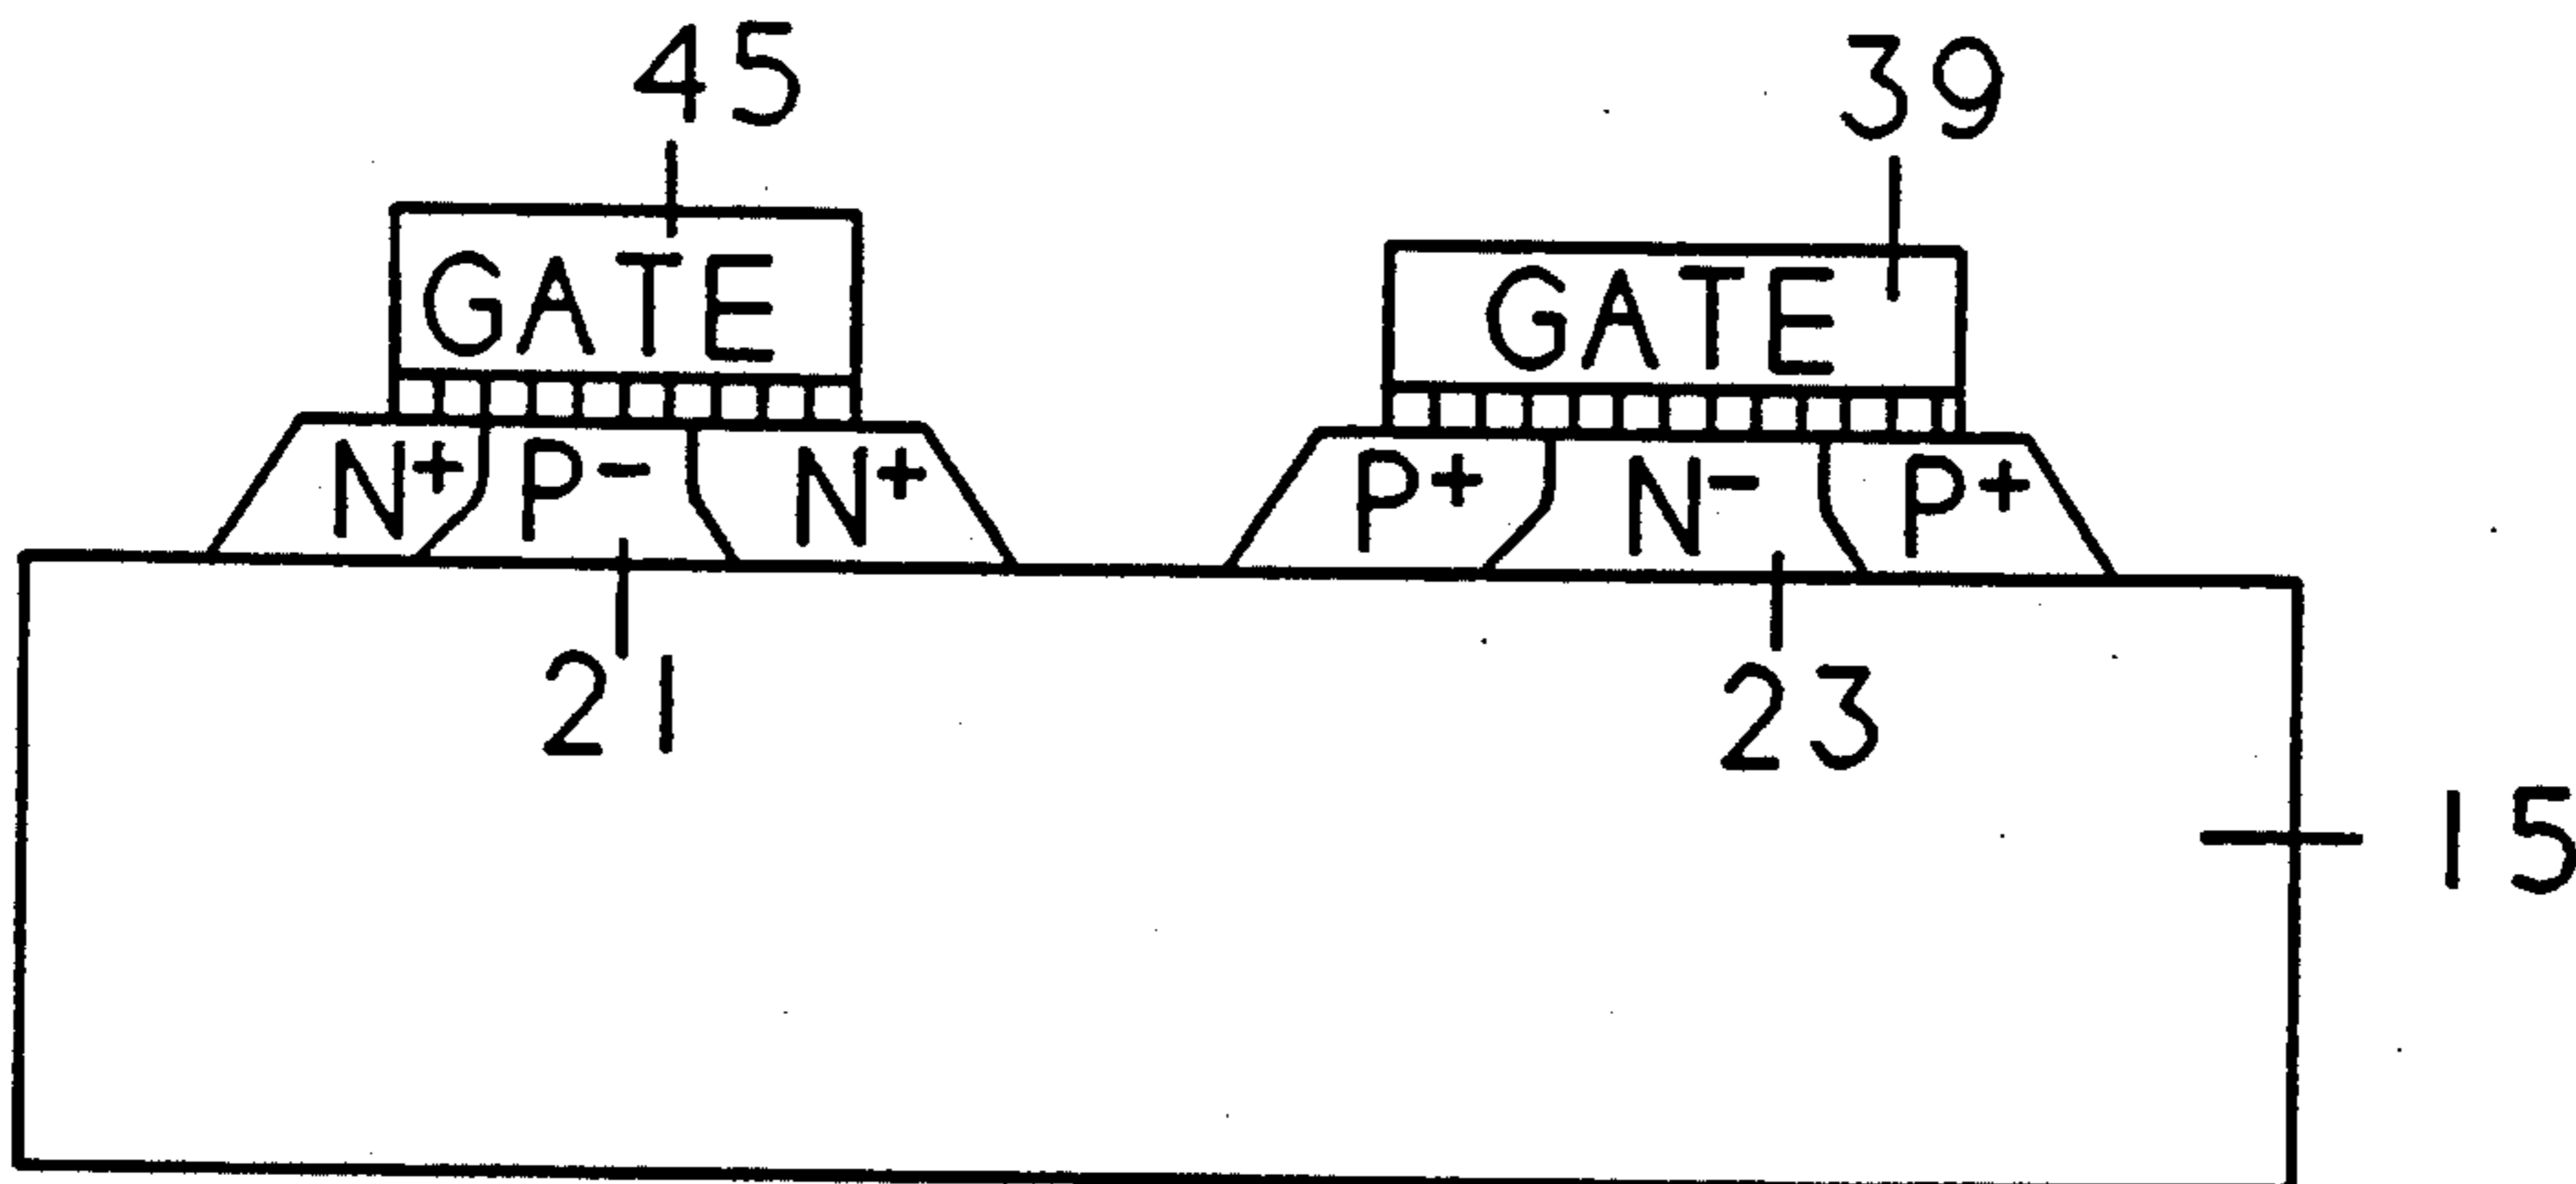 45
39
GATE
GATE
N+ P- N+
P+ N- P+
21
23
15